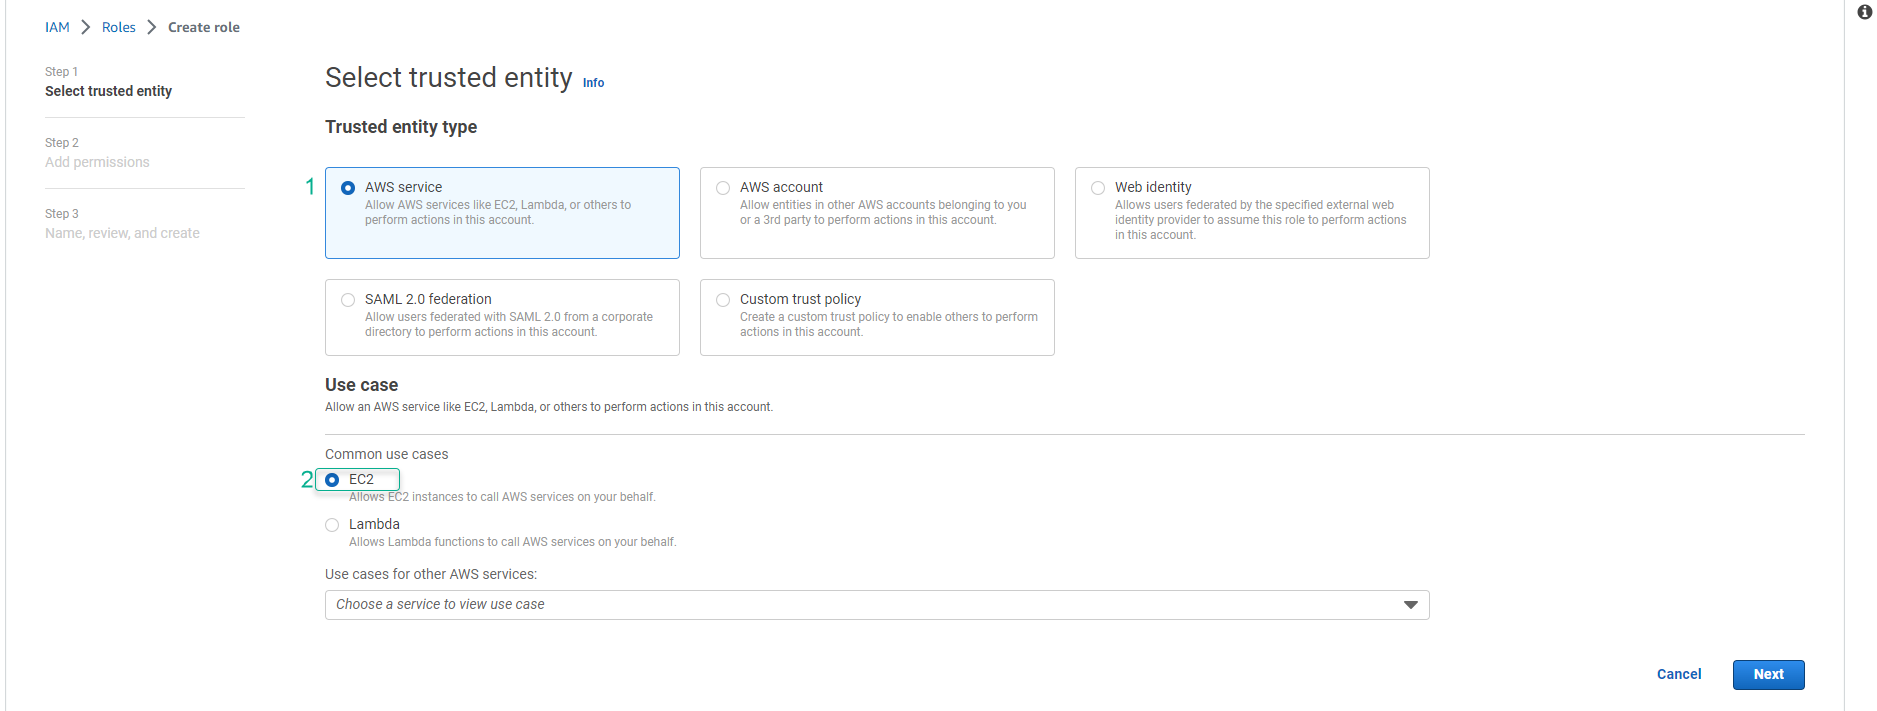 IAM > Roles > Create role
Step 1
Select trusted entity
Step 2
Add permissions
Step 3
Name, review, and create
Select trusted entity Info
Trusted entity type
1
AWS service
Allow AWS services like EC2, Lambda, or others to
perform actions in this account.
AWS account
Allow entities in other AWS accounts belonging to you
or a 3rd party to perform actions in this account.
Web identity
Allows users federated by the specified external web
identity provider to assume this role to perform actions
in this account.
SAML 2.0 federation
Allow users federated with SAML 2.0 from a corporate
directory to perform actions in this account.
Custom trust policy
Create a custom trust policy to enable others to perform
actions in this account.
Use case
Allow an AWS service like EC2, Lambda, or others to perform actions in this account.
Common use cases
2 EC2
Allows EC2 instances to call AWS services on your behalf.
Lambda
Allows Lambda functions to call AWS services on your behalf.
Use cases for other AWS services:
Choose a service to view use case
Cancel Next